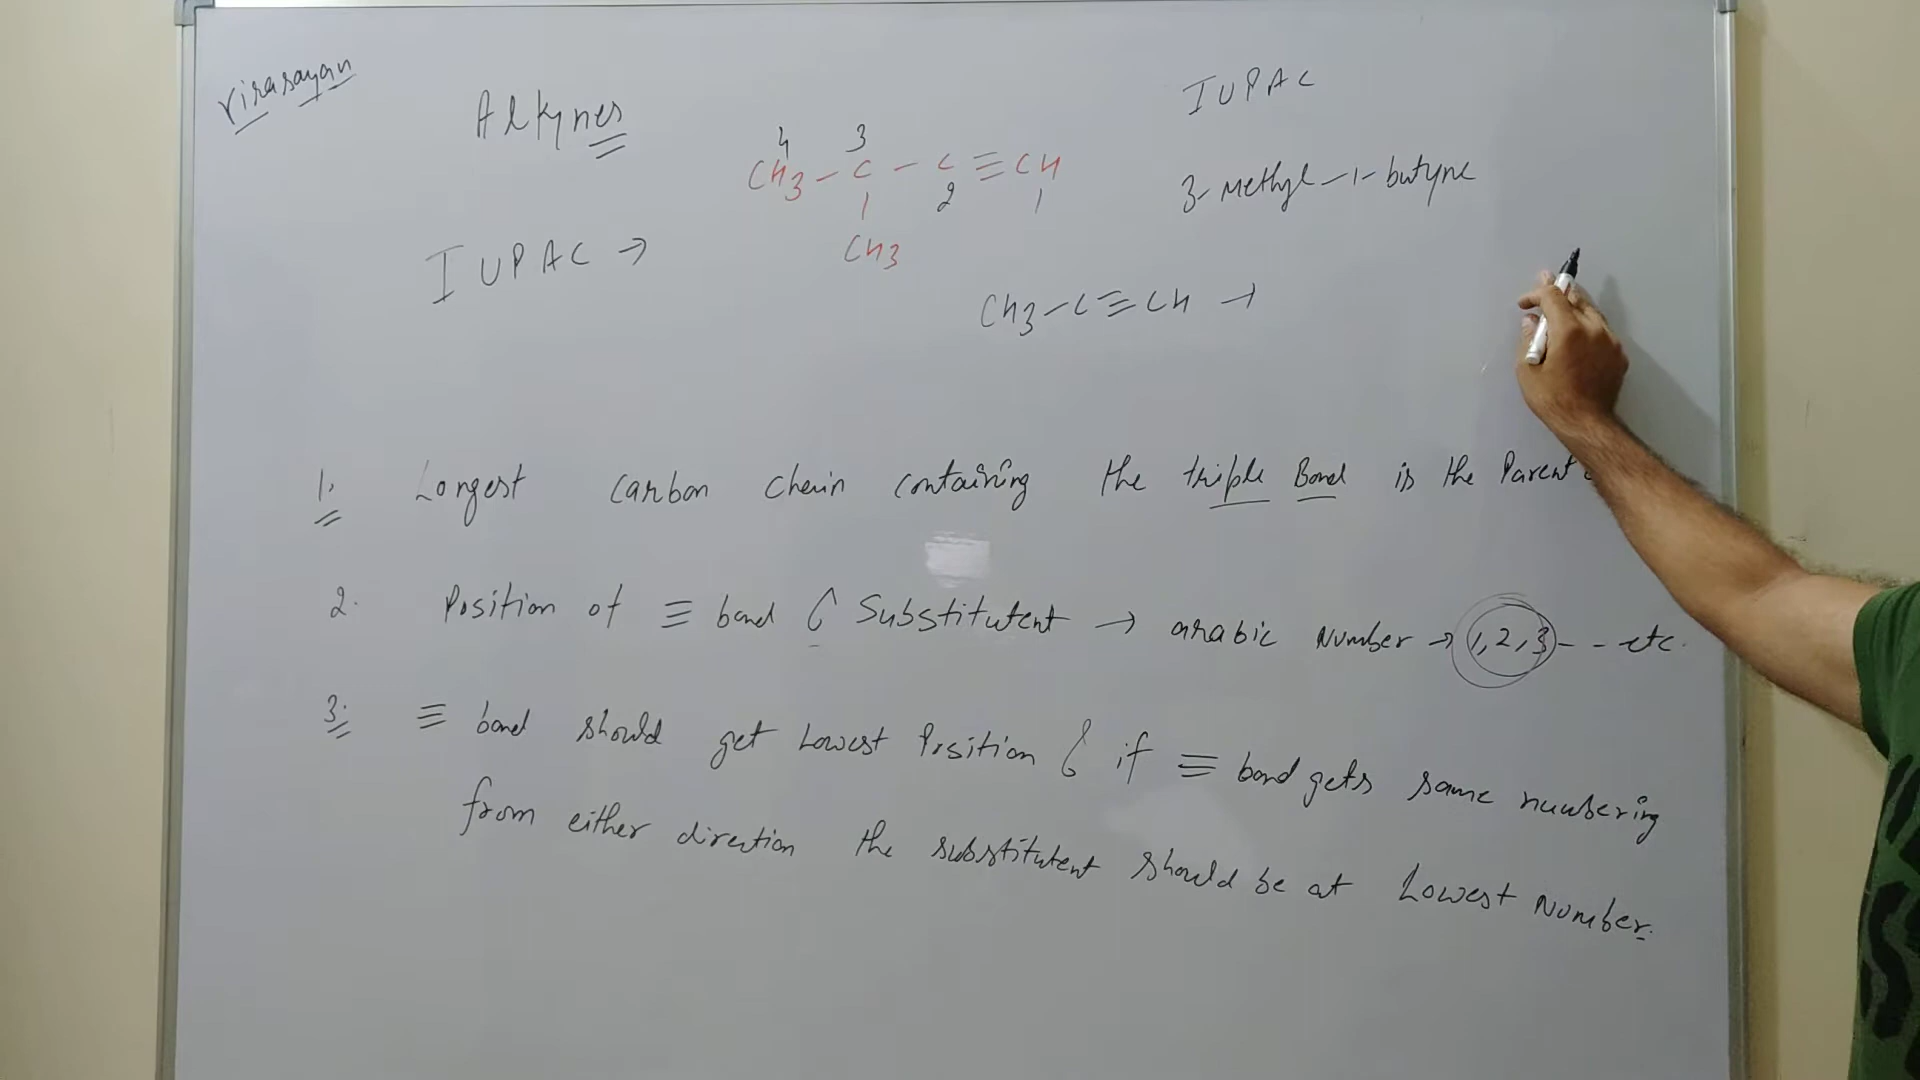 Virasayan
Alkynes
IUPAC
4 3
CH3 - C - C ≡ CH
2 1
3-methyl-1-butyne
|
CH3
IUPAC →
CH3-C≡CH →
1. Longest carbon chain containing the triple Bond is the Parent
2. Position of ≡ bond & Substitutent → arabic Number → 1, 2, 3 - - etc.
3. ≡ bond should get Lowest Position & if ≡ bond gets same numbering
from either direction the substitutent should be at Lowest Number.